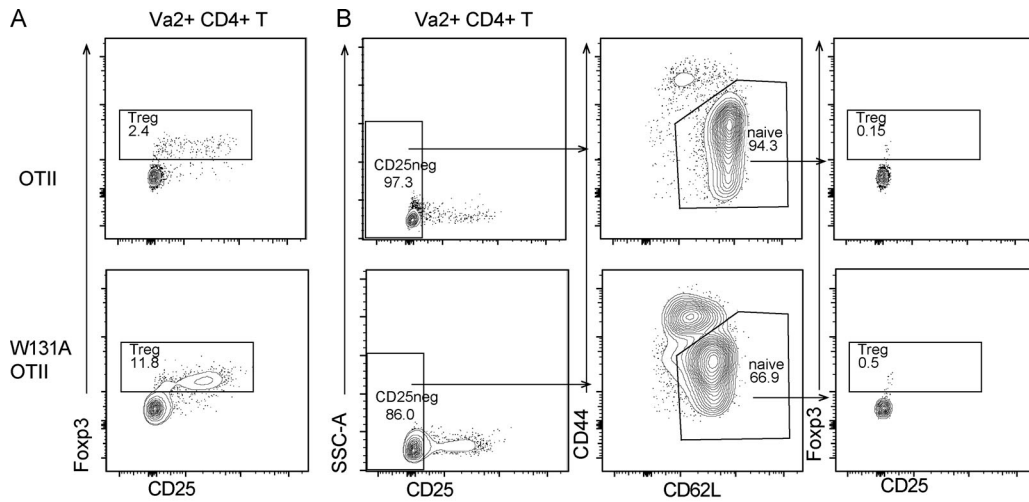 A
Va2+ CD4+ T
B
Va2+ CD4+ T
OTII
Treg
2.4
CD25neg
97.3
naive
94.3
Treg
0.15
W131A
OTII
Treg
11.8
CD25neg
86.0
naive
66.9
Treg
0.5
Foxp3
CD25
SSC-A
CD25
CD44
CD62L
Foxp3
CD25